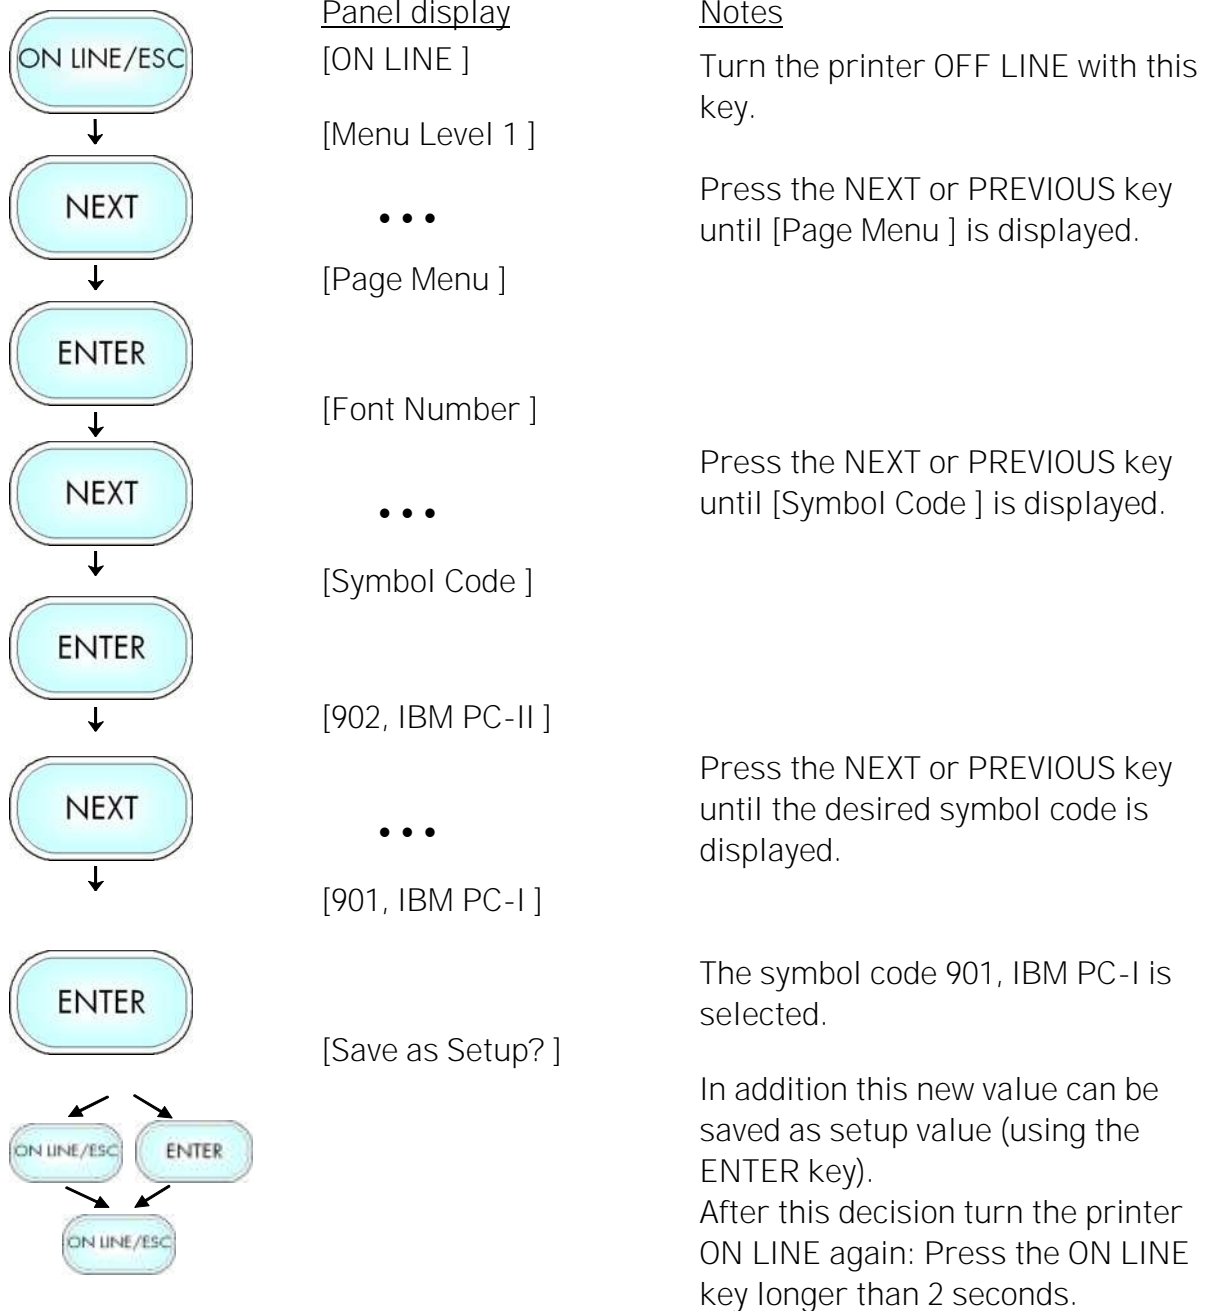 Panel display
Notes
ON LINE/ESC
[ON LINE ]
Turn the printer OFF LINE with this
key.
[Menu Level 1 ]
NEXT
...
Press the NEXT or PREVIOUS key
until [Page Menu ] is displayed.
[Page Menu ]
ENTER
[Font Number ]
NEXT
...
Press the NEXT or PREVIOUS key
until [Symbol Code ] is displayed.
[Symbol Code ]
ENTER
[902, IBM PC-II ]
NEXT
...
Press the NEXT or PREVIOUS key
until the desired symbol code is
displayed.
[901, IBM PC-I ]
ENTER
The symbol code 901, IBM PC-I is
selected.
[Save as Setup? ]
ON LINE/ESC
ENTER
ON LINE/ESC
In addition this new value can be
saved as setup value (using the
ENTER key).
After this decision turn the printer
ON LINE again: Press the ON LINE
key longer than 2 seconds.